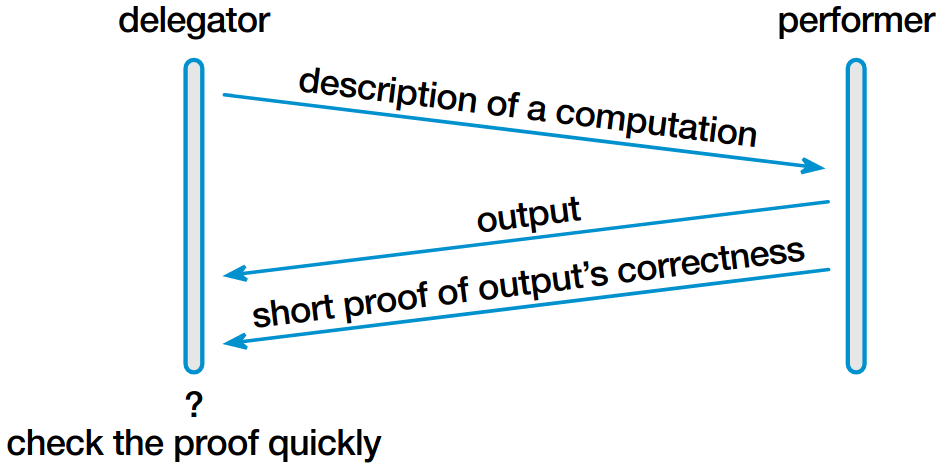 delegator
performer
description of a computation
output
short proof of output's correctness
?
check the proof quickly